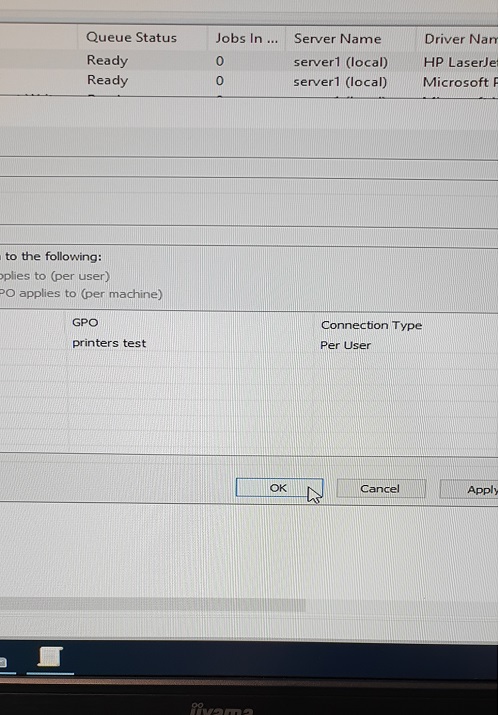 Queue Status Jobs In ... Server Name Driver Nam
Ready 0 server1 (local) HP LaserJe
Ready 0 server1 (local) Microsoft P
to the following:
pplies to (per user)
PO applies to (per machine)
GPO Connection Type
printers test Per User
OK Cancel Apply
iiyama